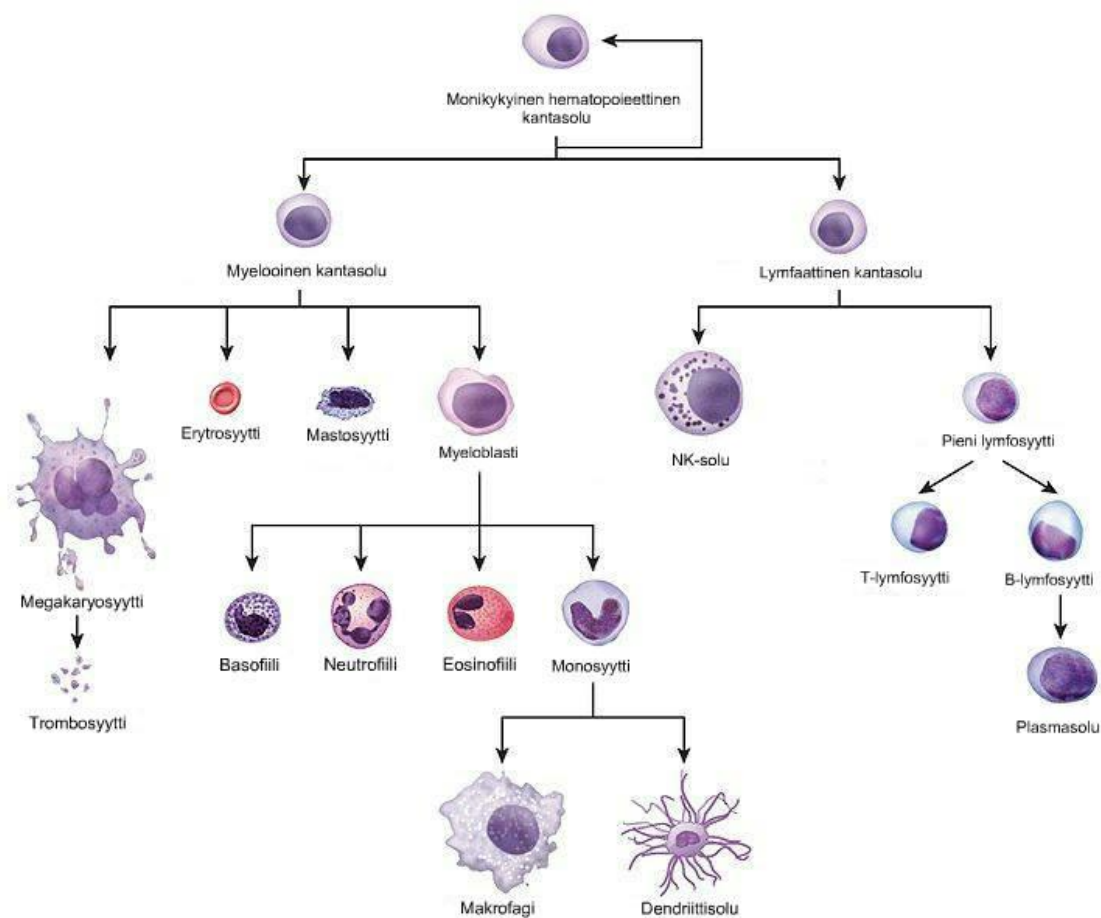 Monikykyinen hematopoieettinen
kantasolu
Myelooinen kantasolu
Lymfaattinen kantasolu
Erytrosyytti
Mastosyytti
Myeloblasti
NK-solu
Pieni lymfosyytti
Megakaryosyytti
T-lymfosyytti
B-lymfosyytti
Basofiili
Neutrofiili
Eosinofiili
Monosyytti
Trombosyytti
Plasmasolu
Makrofagi
Dendriittisolu